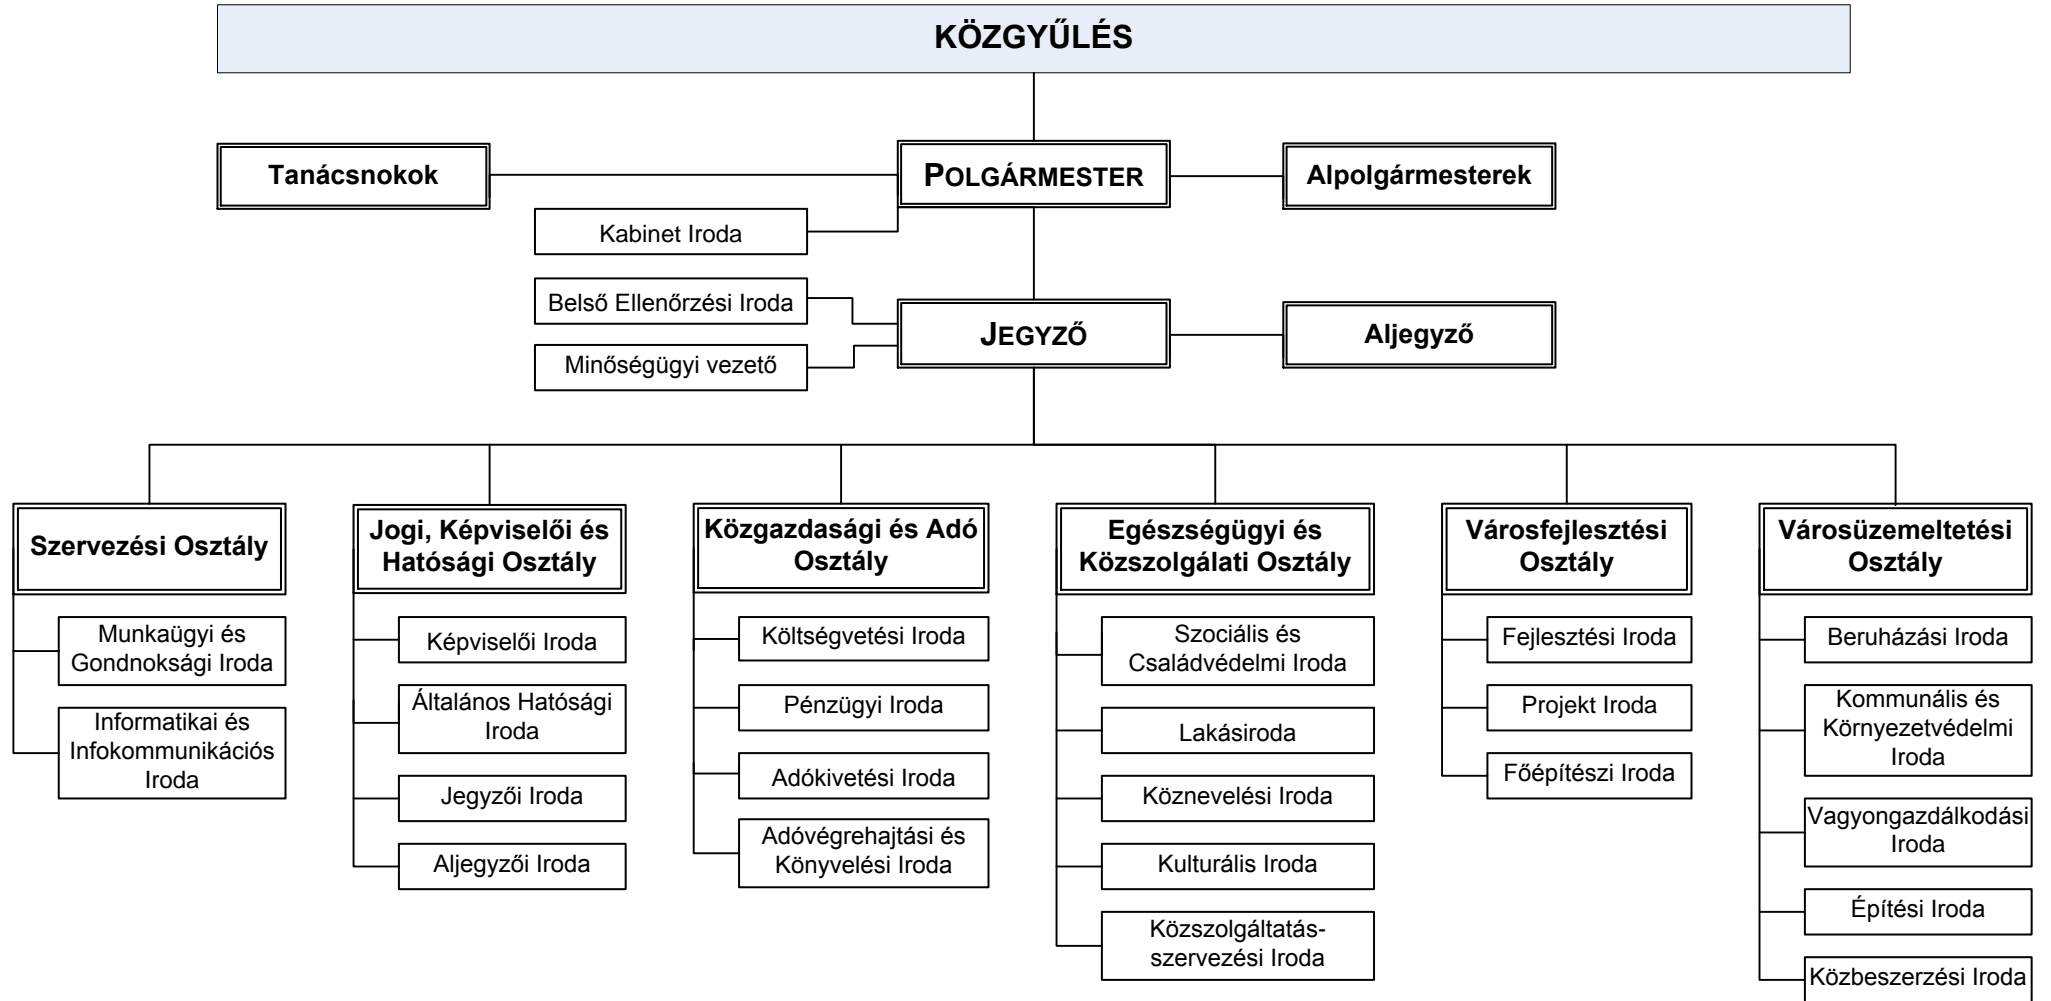 KÖZGYŰLÉS
Tanácsnokok
POLGÁRMESTER
Alpolgármesterek
Kabinet Iroda
Belső Ellenőrzési Iroda
JEGYZŐ
Aljegyző
Minőségügyi vezető
Szervezési Osztály
Munkaügyi és
Gondnoksági Iroda
Informatikai és
Infokommunikációs
Iroda
Jogi, Képviselői és
Hatósági Osztály
Képviselői Iroda
Általános Hatósági
Iroda
Jegyzői Iroda
Aljegyzői Iroda
Közgazdasági és Adó
Osztály
Költségvetési Iroda
Pénzügyi Iroda
Adókivetési Iroda
Adóvégrehajtási és
Könyvelési Iroda
Egészségügyi és
Közszolgálati Osztály
Szociális és
Családvédelmi Iroda
Lakásiroda
Köznevelési Iroda
Kulturális Iroda
Közszolgáltatás-
szervezési Iroda
Városfejlesztési
Osztály
Fejlesztési Iroda
Projekt Iroda
Főépítészi Iroda
Városüzemeltetési
Osztály
Beruházási Iroda
Kommunális és
Környezetvédelmi
Iroda
Vagyongazdálkodási
Iroda
Építési Iroda
Közbeszerzési Iroda